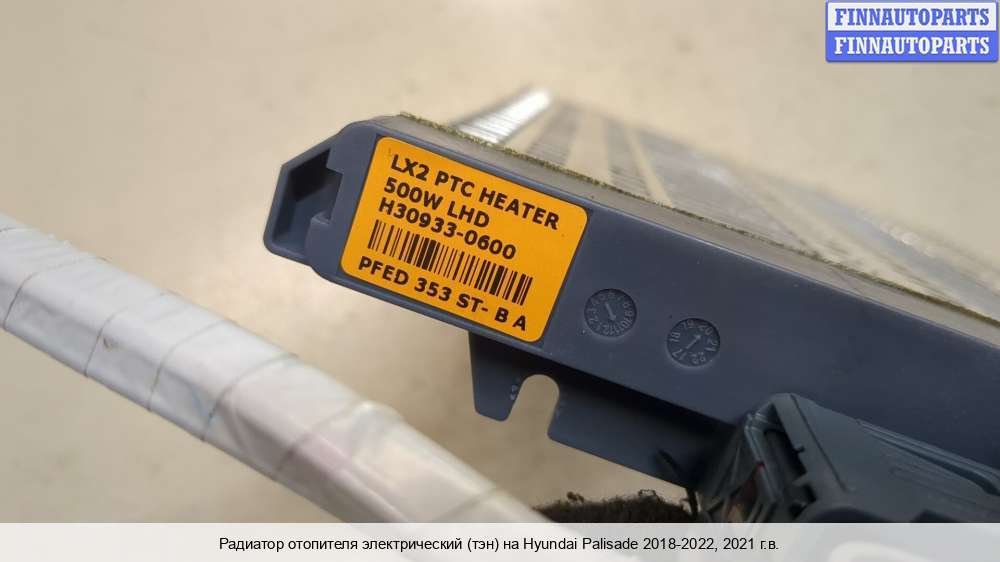 FINNAUTOPARTS
FINNAUTOPARTS
LX2 PTC HEATER
500W LHD
H30933-0600
PFED 353 ST- B A
Радиатор отопителя электрический (тэн) на Hyundai Palisade 2018-2022, 2021 г.в.